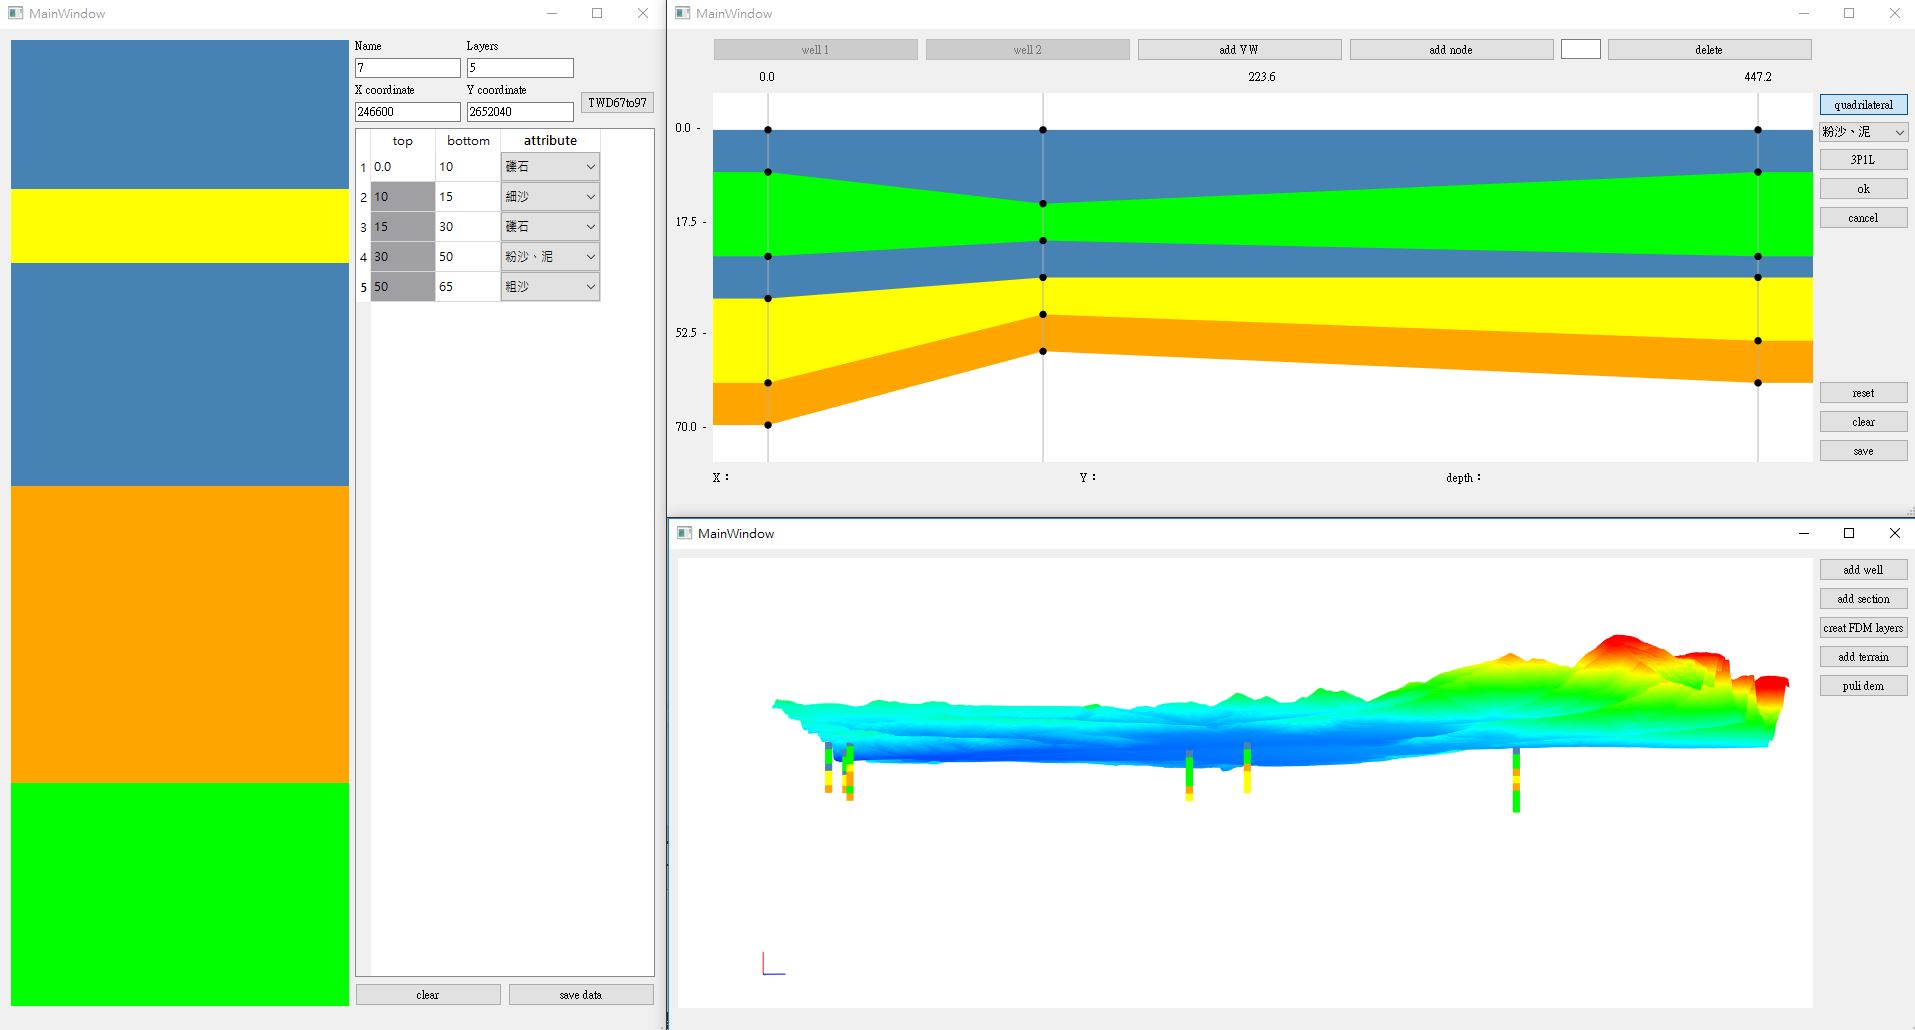 MainWindow
Name
Layers
7
5
X coordinate
Y coordinate
246600
2652040
TWD67to97
top
bottom
attribute
1
0.0
10
礫石
2
10
15
細沙
3
15
30
礫石
4
30
50
粉沙、泥
5
50
65
粗沙
clear
save data
MainWindow
well 1
well 2
add VW
add node
delete
0.0
223.6
447.2
0.0 -
17.5 -
52.5 -
70.0 -
X：
Y：
depth：
quadrilateral
粉沙、泥
3P1L
ok
cancel
reset
clear
save
MainWindow
add well
add section
creat FDM layers
add terrain
puli dem